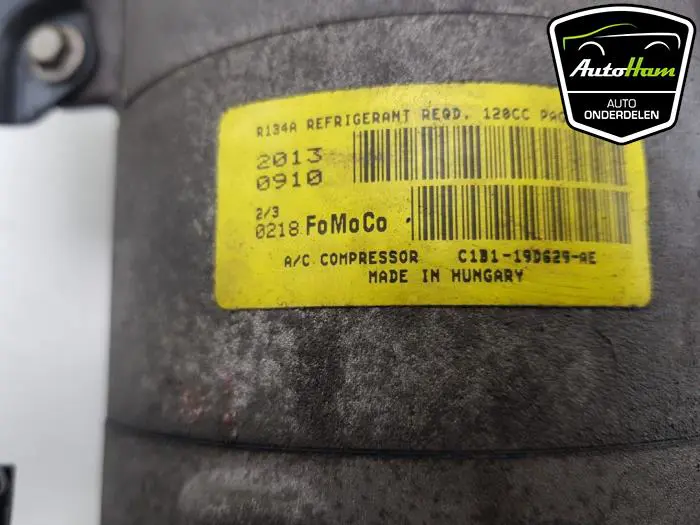 AutoHam
AUTO
ONDERDELEN
R134A REFRIGERANT REQD. 120CC PAG
2013
0910
2/3
0218 FoMoCo
A/C COMPRESSOR C1B1-19D629-AE
MADE IN HUNGARY